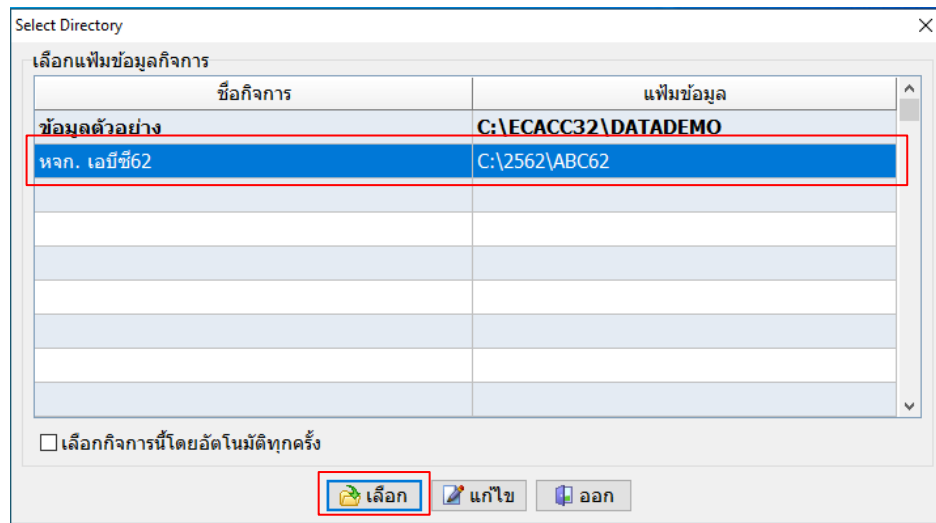 Select Directory
เลือกแฟ้มข้อมูลกิจการ
ชื่อกิจการ แฟ้มข้อมูล
ข้อมูลตัวอย่าง C:\ECACC32\DATADEMO
หจก. เอบีซี62 C:\2562\ABC62
เลือกกิจการนี้โดยอัตโนมัติทุกครั้ง
เลือก แก้ไข ออก